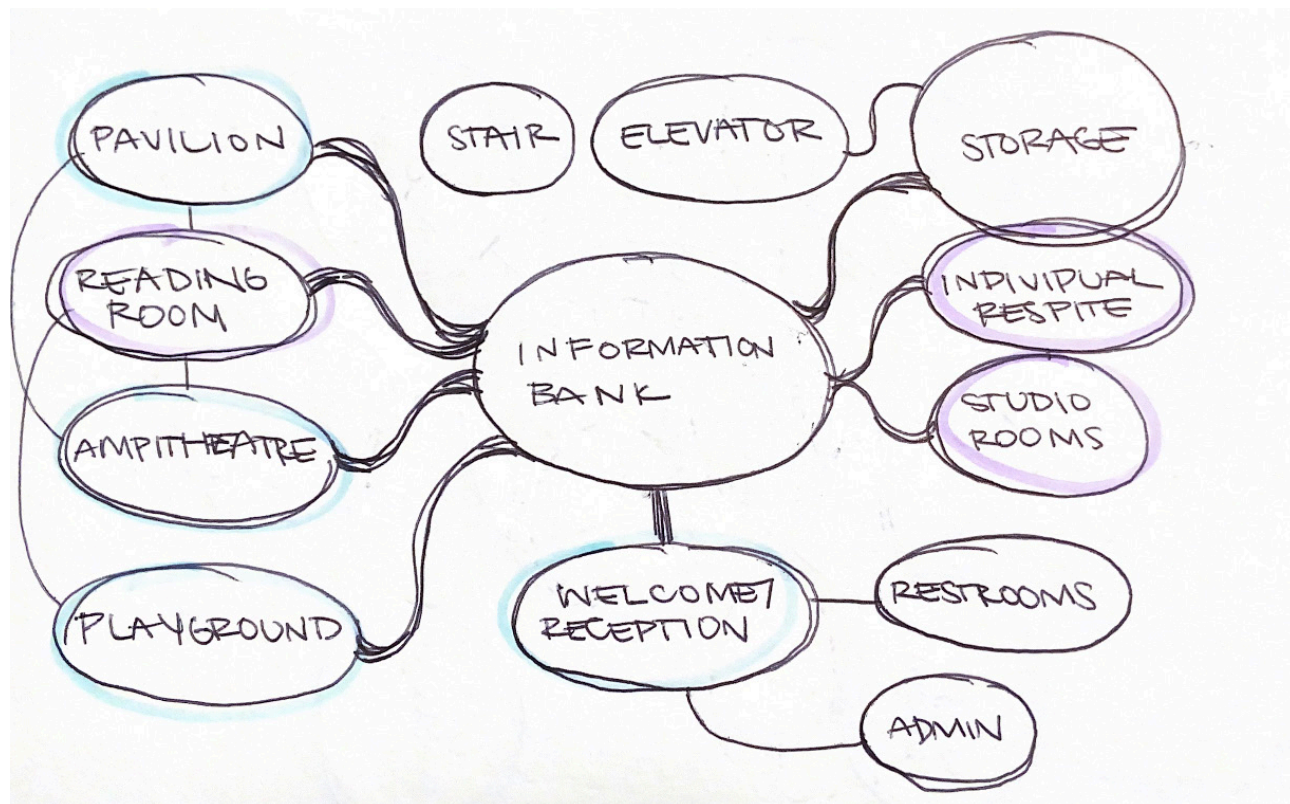 PAVILION
STAIR
ELEVATOR
STORAGE
READING
ROOM
INDIVIDUAL
RESPITE
INFORMATION
BANK
STUDIO
ROOMS
AMPITHEATRE
PLAYGROUND
WELCOME/
RECEPTION
RESTROOMS
ADMIN